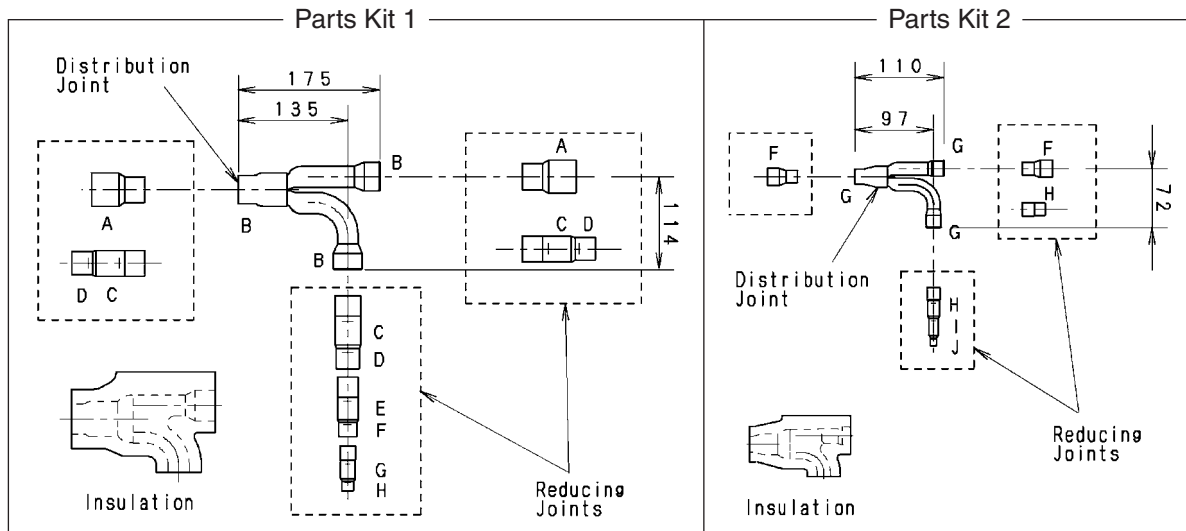 Parts Kit 1
Distribution
Joint
175
135
A
D C
B
B
B
A
C D
114
C
D
E
F
G
H
Insulation
Reducing
Joints
Parts Kit 2
110
97
F
G
G
G
F
H
72
Distribution
Joint
H
I
J
Reducing
Joints
Insulation